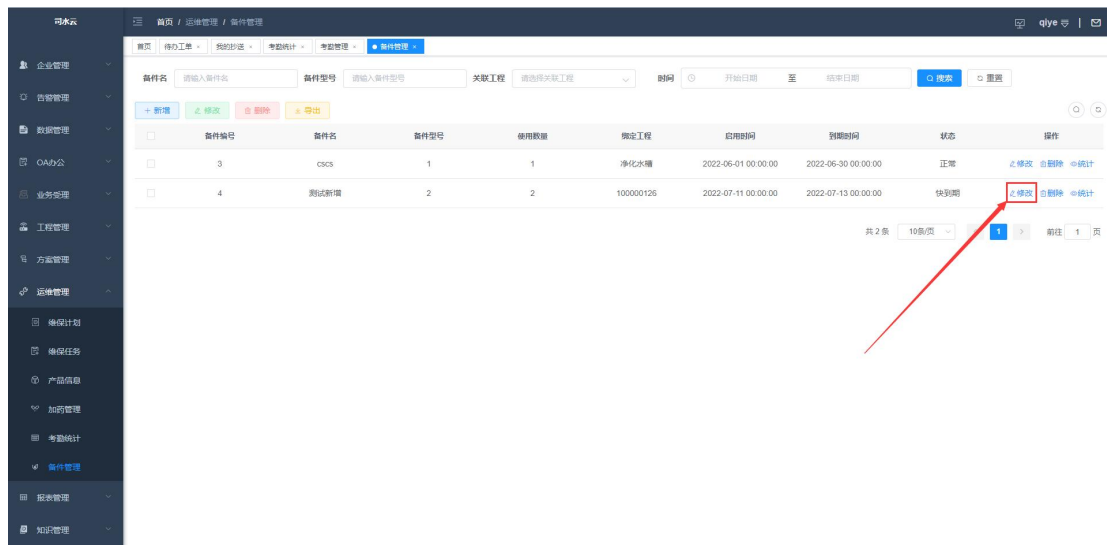 司水云
首页 / 运维管理 / 备件管理
qiye
首页 待办工单 × 我的抄送 × 考勤统计 × 考勤管理 × 备件管理 ×
企业管理
告警管理
数据管理
OA办公
业务受理
工程管理
方案管理
运维管理
维保计划
维保任务
产品信息
加药管理
考勤统计
备件管理
报表管理
知识管理
备件名 请输入备件名 备件型号 请输入备件型号 关联工程 请选择关联工程 时间 开始日期 至 结束日期 搜索 重置
+ 新增 修改 删除 导出
备件编号 备件名 备件型号 使用数量 绑定工程 启用时间 到期时间 状态 操作
3 cscs 1 1 净化水桶 2022-06-01 00:00:00 2022-06-30 00:00:00 正常 修改 删除 统计
4 测试新增 2 2 100000126 2022-07-11 00:00:00 2022-07-13 00:00:00 快到期 修改 删除 统计
共 2 条 10条/页 < 1 > 前往 1 页